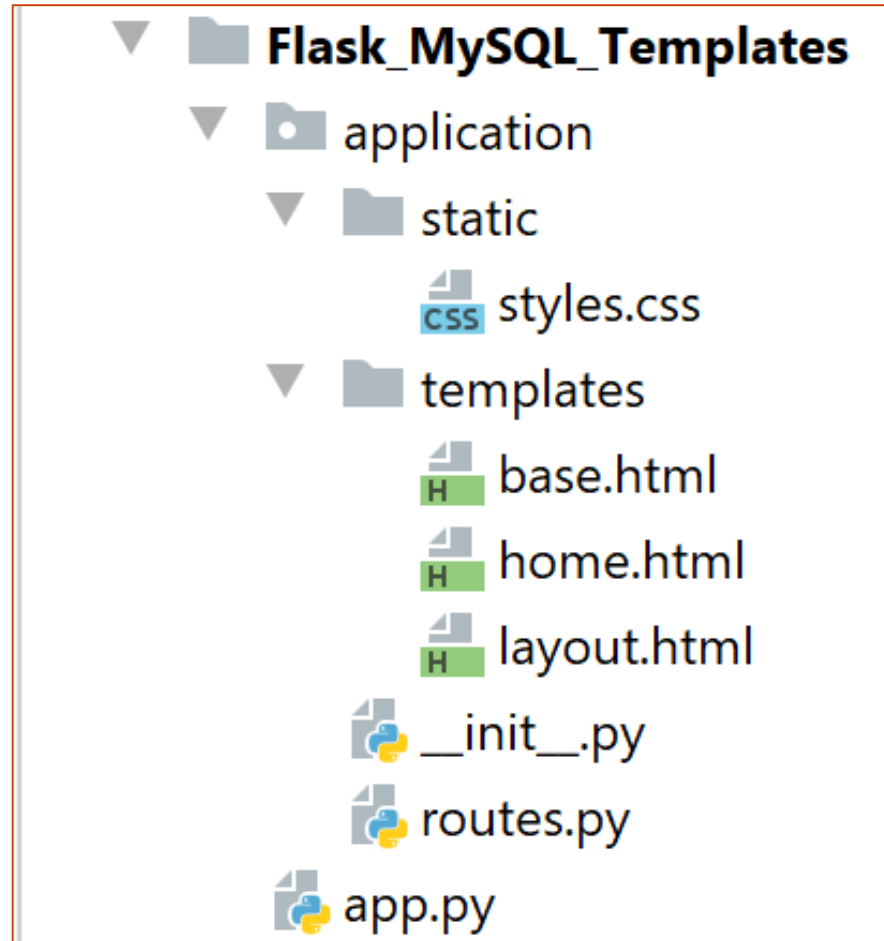 Flask_MySQL_Templates
application
static
CSS styles.css
templates
H base.html
H home.html
H layout.html
__init__.py
routes.py
app.py